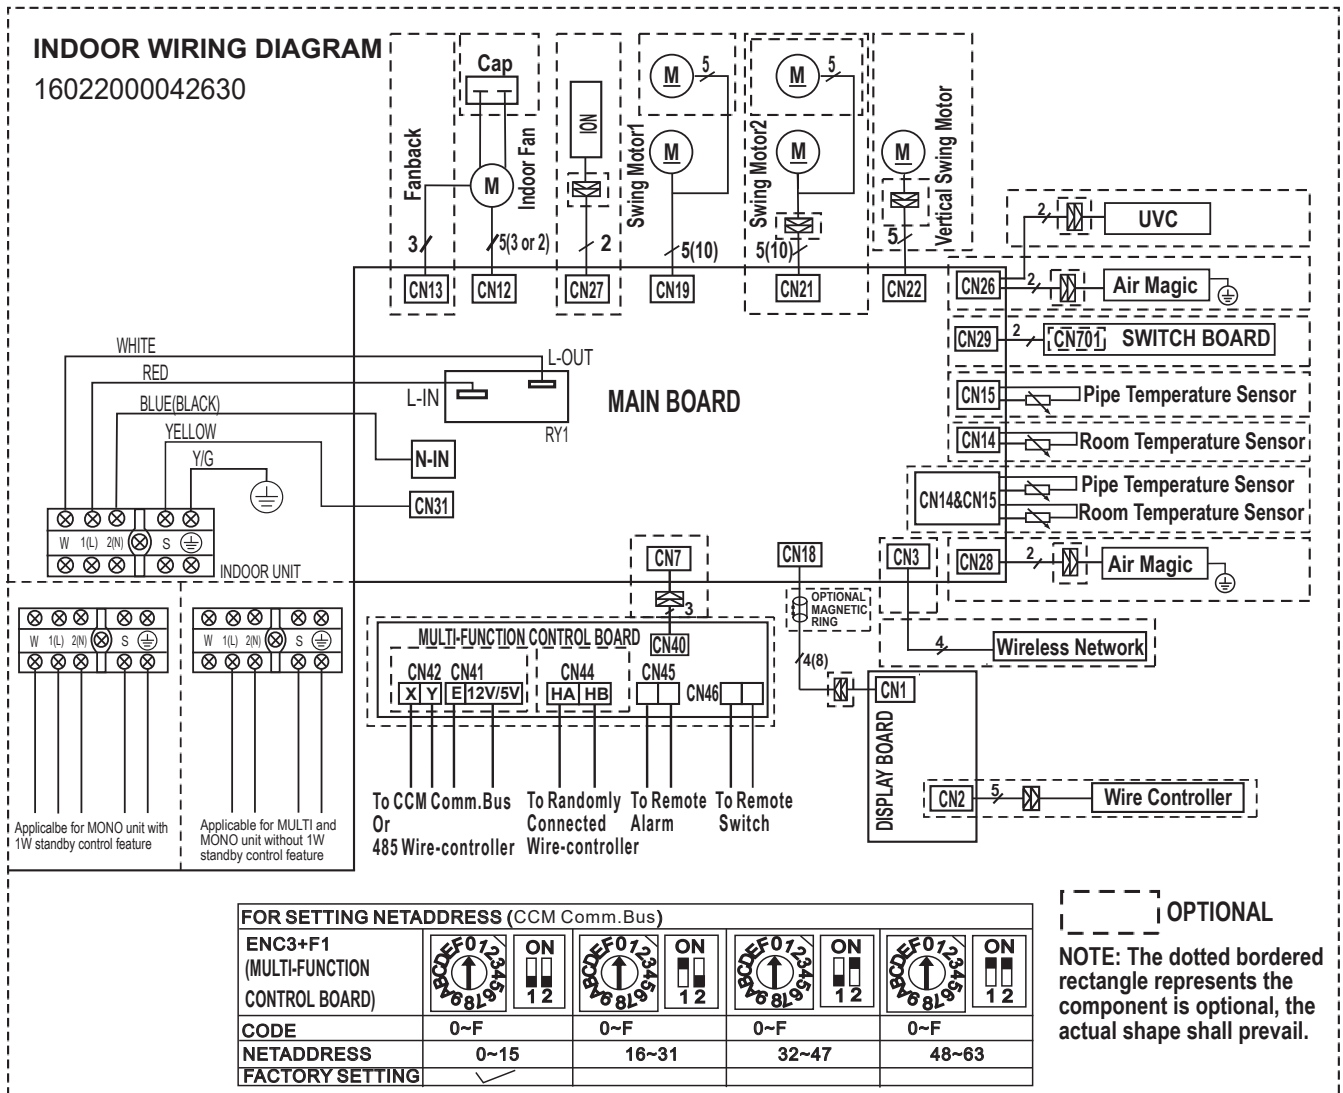 INDOOR WIRING DIAGRAM
16022000042630
Cap
Fanback
Indoor Fan
M
ION
Swing Motor1
M
M
5
Swing Motor2
M
M
5
Vertical Swing Motor
M
3
5(3 or 2)
2
5(10)
5(10)
5
CN13
CN12
CN27
CN19
CN21
CN22
2
UVC
CN26
2
Air Magic
CN29
2
CN701
SWITCH BOARD
CN15
Pipe Temperature Sensor
CN14
Room Temperature Sensor
CN14&CN15
Pipe Temperature Sensor
Room Temperature Sensor
CN28
2
Air Magic
WHITE
RED
BLUE(BLACK)
YELLOW
Y/G
L-OUT
L-IN
RY1
MAIN BOARD
N-IN
CN31
W 1(L) 2(N) S
INDOOR UNIT
W 1(L) 2(N) S
W 1(L) 2(N) S
Applicalbe for MONO unit with
1W standby control feature
Applicable for MULTI and
MONO unit without 1W
standby control feature
CN7
3
CN40
CN18
CN3
OPTIONAL
MAGNETIC
RING
4(8)
4
Wireless Network
MULTI-FUNCTION CONTROL BOARD
CN42 CN41
X Y E 12V/5V
CN44
HA HB
CN45
CN46
To CCM Comm.Bus
Or
485 Wire-controller
To Randomly
Connected
Wire-controller
To Remote
Alarm
To Remote
Switch
CN1
DISPLAY BOARD
CN2
5
Wire Controller
FOR SETTING NETADDRESS (CCM Comm.Bus)
ENC3+F1
(MULTI-FUNCTION
CONTROL BOARD)
0123456789ABCDEF
ON
1 2
0123456789ABCDEF
ON
1 2
0123456789ABCDEF
ON
1 2
0123456789ABCDEF
ON
1 2
CODE 0~F 0~F 0~F 0~F
NETADDRESS 0~15 16~31 32~47 48~63
FACTORY SETTING
OPTIONAL
NOTE: The dotted bordered
rectangle represents the
component is optional, the
actual shape shall prevail.